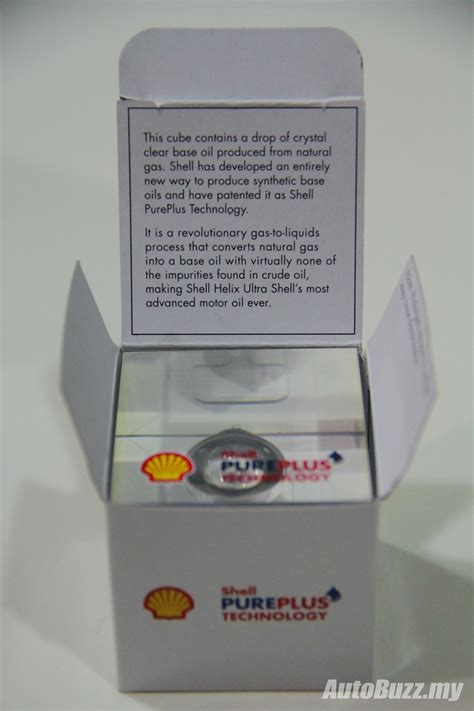 This cube contains a drop of crystal
clear base oil produced from natural
gas. Shell has developed an entirely
new way to produce synthetic base
oils and have patented it as Shell
PurePlus Technology.
It is a revolutionary gas-to-liquids
process that converts natural gas
into a base oil with virtually none of
the impurities found in crude oil,
making Shell Helix Ultra Shell's most
advanced motor oil ever.
Shell
PUREPLUS
TECHNOLOGY
Shell
PUREPLUS
TECHNOLOGY
AutoBuzz.my